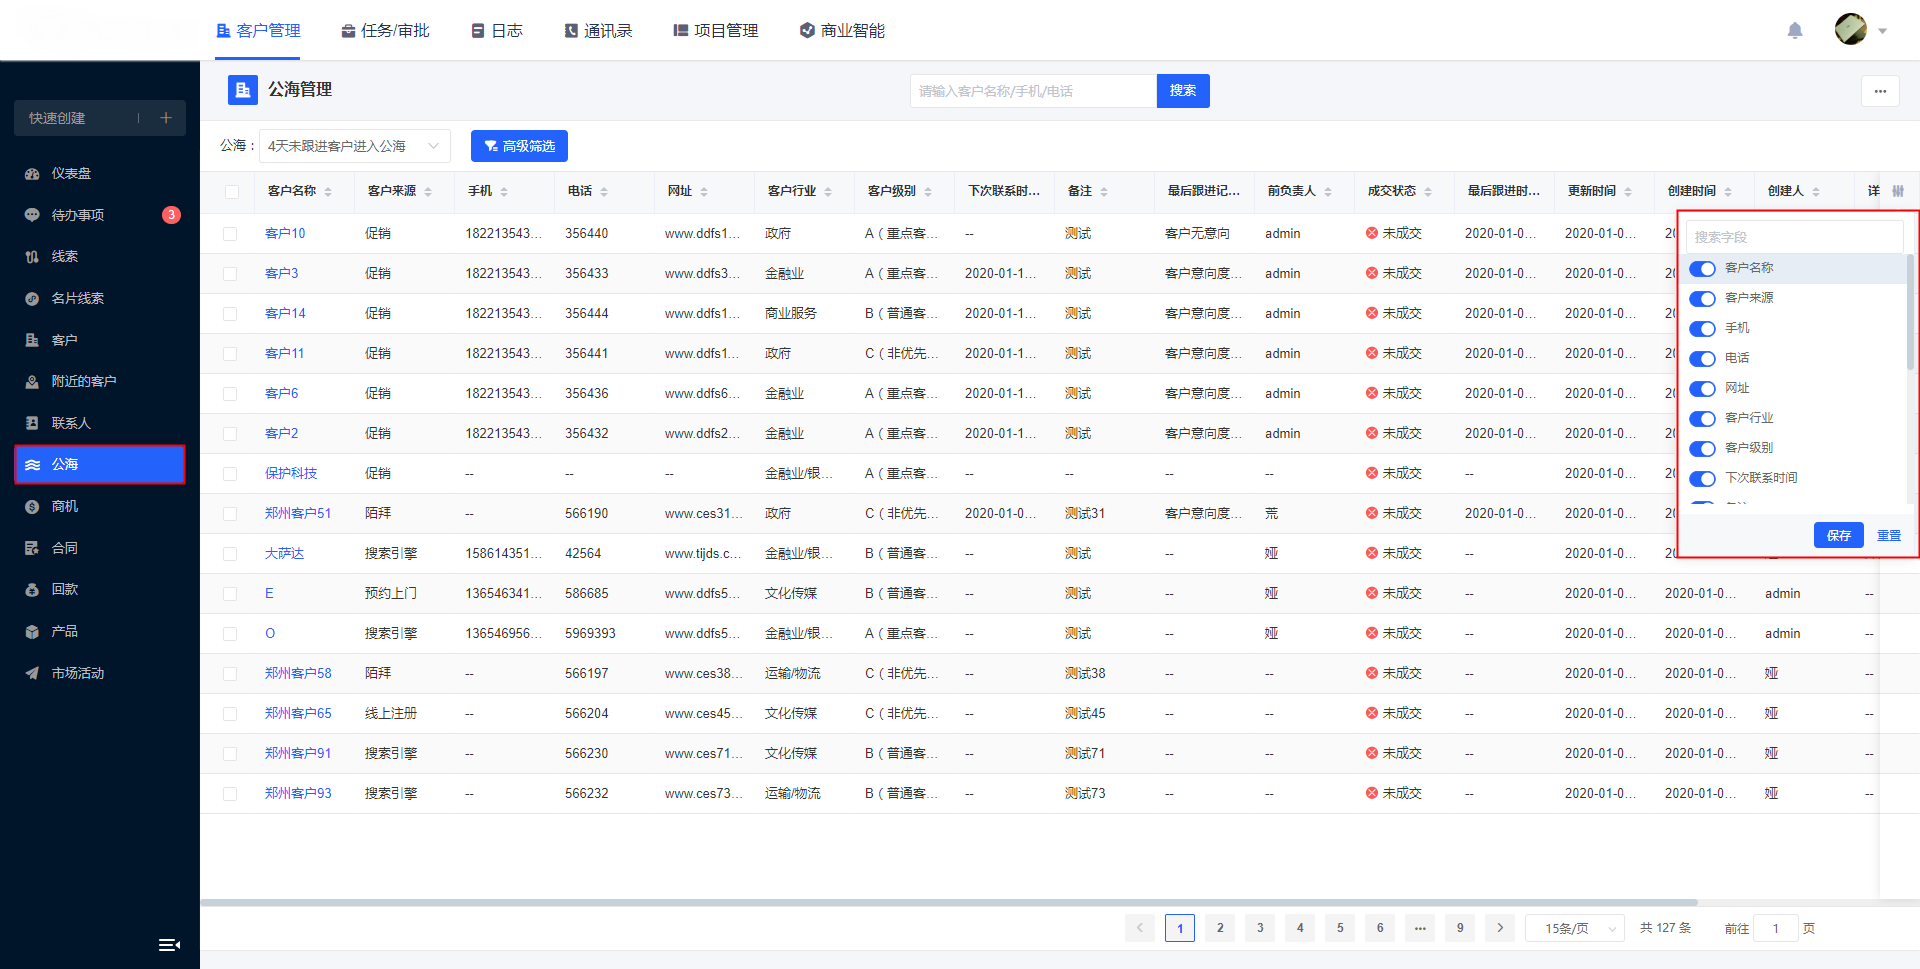 客户管理 任务/审批 日志 通讯录 项目管理 商业智能
公海管理 请输入客户名称/手机/电话 搜索
快速创建
仪表盘
待办事项 3
线索
名片线索
客户
附近的客户
联系人
公海
商机
合同
回款
产品
市场活动
公海： 4天未跟进客户进入公海 高级筛选
客户名称 客户来源 手机 电话 网址 客户行业 客户级别 下次联系时... 备注 最后跟进记... 前负责人 成交状态 最后跟进时... 更新时间 创建时间 创建人 详
客户10 促销 182213543... 356440 www.ddfs1... 政府 A（重点客... -- 测试 客户无意向 admin 未成交 2020-01-0... 2020-01-0...
客户3 促销 182213543... 356433 www.ddfs3... 金融业 A（重点客... 2020-01-1... 测试 客户意向度... admin 未成交 2020-01-0... 2020-01-0...
客户14 促销 182213543... 356444 www.ddfs1... 商业服务 B（普通客... 2020-01-1... 测试 客户意向度... admin 未成交 2020-01-0... 2020-01-0...
客户11 促销 182213543... 356441 www.ddfs1... 政府 C（非优先... 2020-01-1... 测试 客户意向度... admin 未成交 2020-01-0... 2020-01-0...
客户6 促销 182213543... 356436 www.ddfs6... 金融业 A（重点客... 2020-01-1... 测试 客户意向度... admin 未成交 2020-01-0... 2020-01-0...
客户2 促销 182213543... 356432 www.ddfs2... 金融业 A（重点客... 2020-01-1... 测试 客户意向度... admin 未成交 2020-01-0... 2020-01-0...
保护科技 促销 -- -- -- 金融业/银... A（重点客... -- -- -- -- 未成交 -- 2020-01-0...
郑州客户51 陌拜 -- 566190 www.ces31... 政府 C（非优先... 2020-01-0... 测试31 客户意向度... 荒 未成交 2020-01-0... 2020-01-0...
大萨达 搜索引擎 158614351... 42564 www.tijds.c... 金融业/银... B（普通客... -- 测试 -- 娅 未成交 -- 2020-01-0...
E 预约上门 136546341... 586685 www.ddfs5... 文化传媒 B（普通客... -- 测试 -- 娅 未成交 -- 2020-01-0... 2020-01-0... admin --
O 搜索引擎 136546956... 5969393 www.ddfs5... 金融业/银... A（重点客... -- 测试 -- 娅 未成交 -- 2020-01-0... 2020-01-0... admin --
郑州客户58 陌拜 -- 566197 www.ces38... 运输/物流 C（非优先... -- 测试38 -- -- 未成交 -- 2020-01-0... 2020-01-0... 娅 --
郑州客户65 线上注册 -- 566204 www.ces45... 文化传媒 C（非优先... -- 测试45 -- -- 未成交 -- 2020-01-0... 2020-01-0... 娅 --
郑州客户91 搜索引擎 -- 566230 www.ces71... 文化传媒 B（普通客... -- 测试71 -- -- 未成交 -- 2020-01-0... 2020-01-0... 娅 --
郑州客户93 搜索引擎 -- 566232 www.ces73... 运输/物流 B（普通客... -- 测试73 -- -- 未成交 -- 2020-01-0... 2020-01-0... 娅 --
搜索字段
客户名称
客户来源
手机
电话
网址
客户行业
客户级别
下次联系时间
保存 重置
1 2 3 4 5 6 ... 9 15条/页 共 127 条 前往 1 页